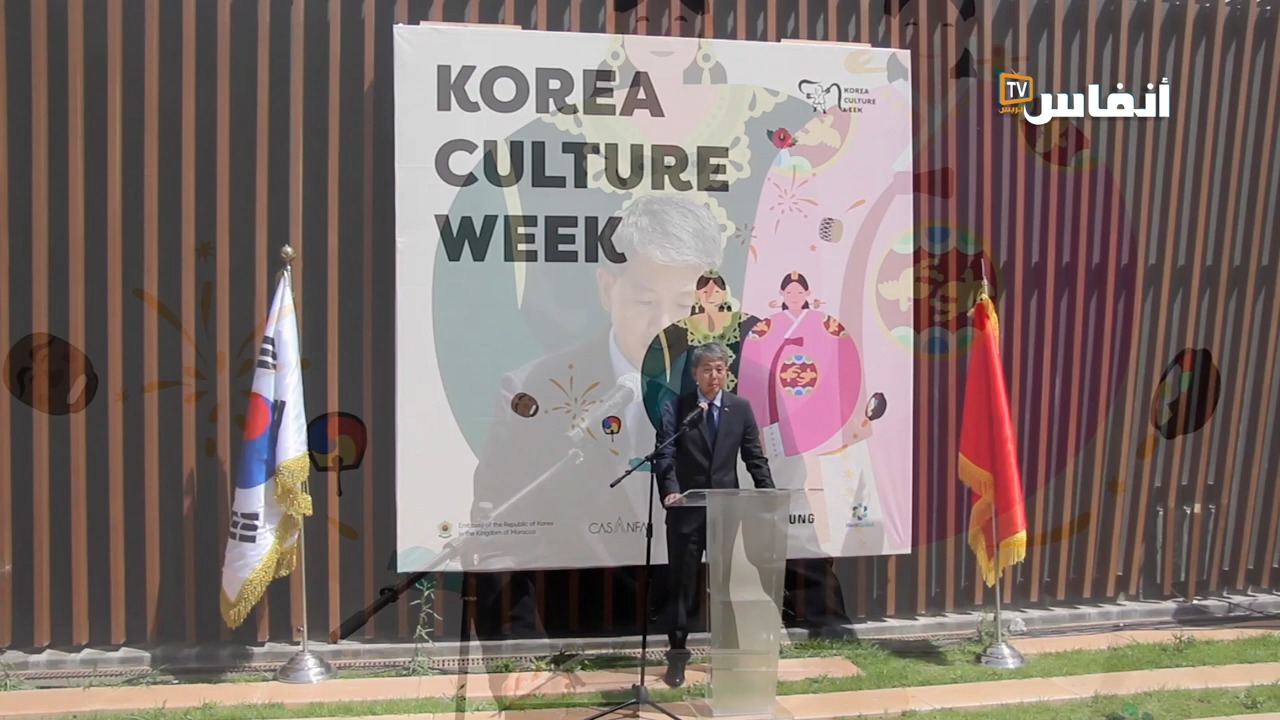 KOREA
CULTURE
WEEK
KOREA
CULTURE
WEEK
TV
بريس
أنفاس
Embassy of the Republic of Korea
in the Kingdom of Morocco
CASANFA
UNG